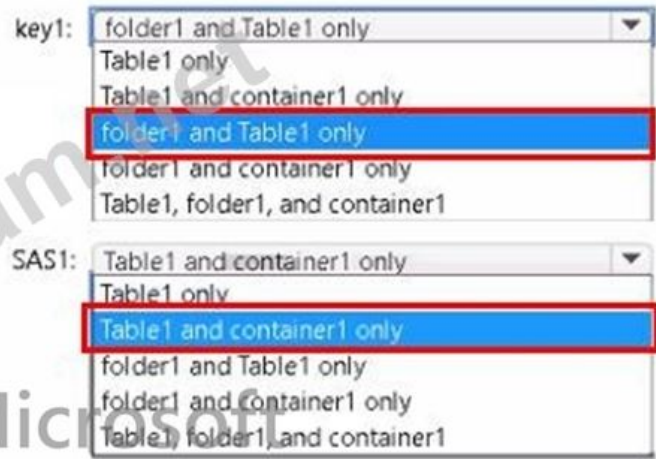 key1: folder1 and Table1 only
Table1 only
Table1 and container1 only
folder1 and Table1 only
folder1 and container1 only
Table1, folder1, and container1
SAS1: Table1 and container1 only
Table1 only
Table1 and container1 only
folder1 and Table1 only
folder1 and container1 only
Table1, folder1, and container1